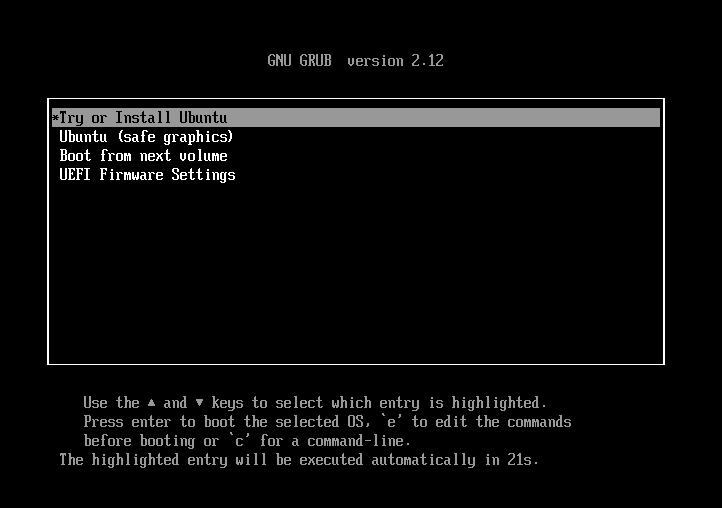 GNU GRUB version 2.12
*Try or Install Ubuntu
Ubuntu (safe graphics)
Boot from next volume
UEFI Firmware Settings
Use the ▲ and ▼ keys to select which entry is highlighted.
Press enter to boot the selected OS, `e' to edit the commands
before booting or `c' for a command-line.
The highlighted entry will be executed automatically in 21s.